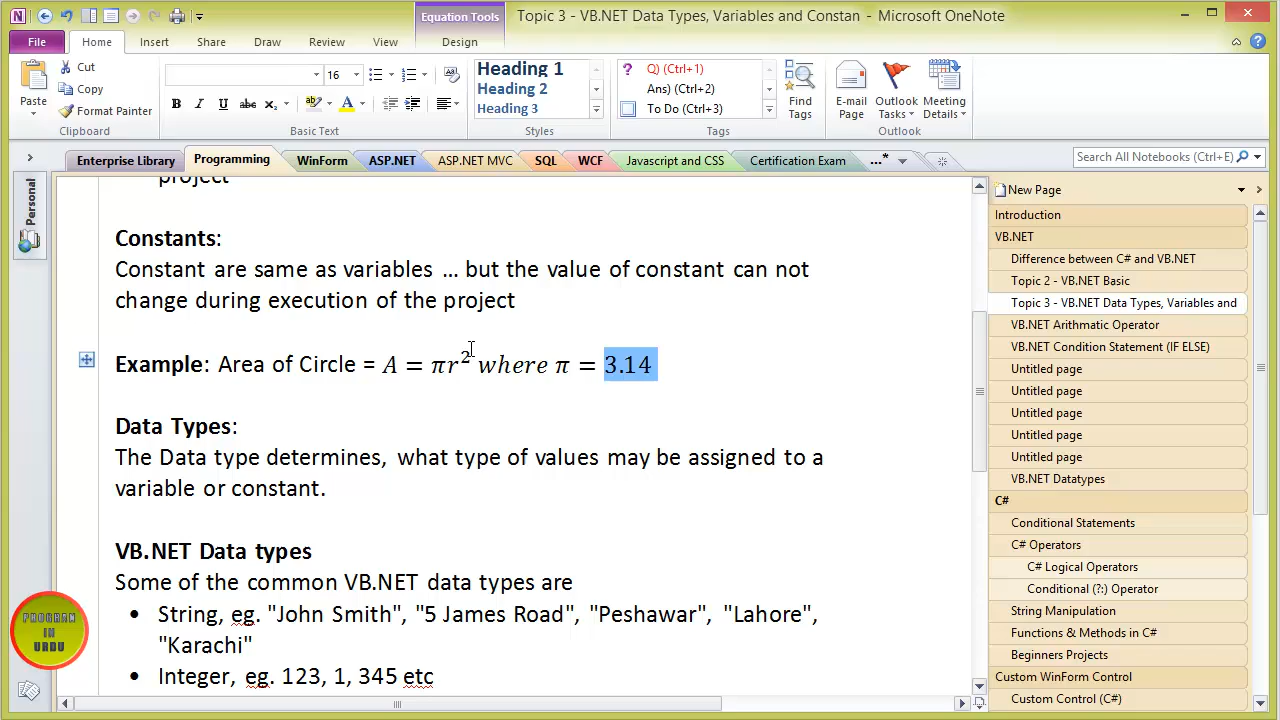 Equation Tools
Topic 3 - VB.NET Data Types, Variables and Constan - Microsoft OneNote
File Home Insert Share Draw Review View Design
Paste
Cut
Copy
Format Painter
Clipboard
16
B I U abc x₂ A
Basic Text
Heading 1
Heading 2
Heading 3
Styles
? Q) (Ctrl+1)
Ans) (Ctrl+2)
To Do (Ctrl+3)
Tags
Find
Tags
E-mail
Page
Outlook
Tasks
Meeting
Details
Outlook
Enterprise Library Programming WinForm ASP.NET ASP.NET MVC SQL WCF Javascript and CSS Certification Exam ...*
Search All Notebooks (Ctrl+E)
Personal
project
Constants:
Constant are same as variables ... but the value of constant can not
change during execution of the project
Example: Area of Circle = A = πr² where π = 3.14
Data Types:
The Data type determines, what type of values may be assigned to a
variable or constant.
VB.NET Data types
Some of the common VB.NET data types are
• String, eg. "John Smith", "5 James Road", "Peshawar", "Lahore",
"Karachi"
• Integer, eg. 123, 1, 345 etc
PROGRAM
IN
URDU
New Page
Introduction
VB.NET
Difference between C# and VB.NET
Topic 2 - VB.NET Basic
Topic 3 - VB.NET Data Types, Variables and
VB.NET Arithmatic Operator
VB.NET Condition Statement (IF ELSE)
Untitled page
Untitled page
Untitled page
Untitled page
Untitled page
VB.NET Datatypes
C#
Conditional Statements
C# Operators
C# Logical Operators
Conditional (?:) Operator
String Manipulation
Functions & Methods in C#
Beginners Projects
Custom WinForm Control
Custom Control (C#)